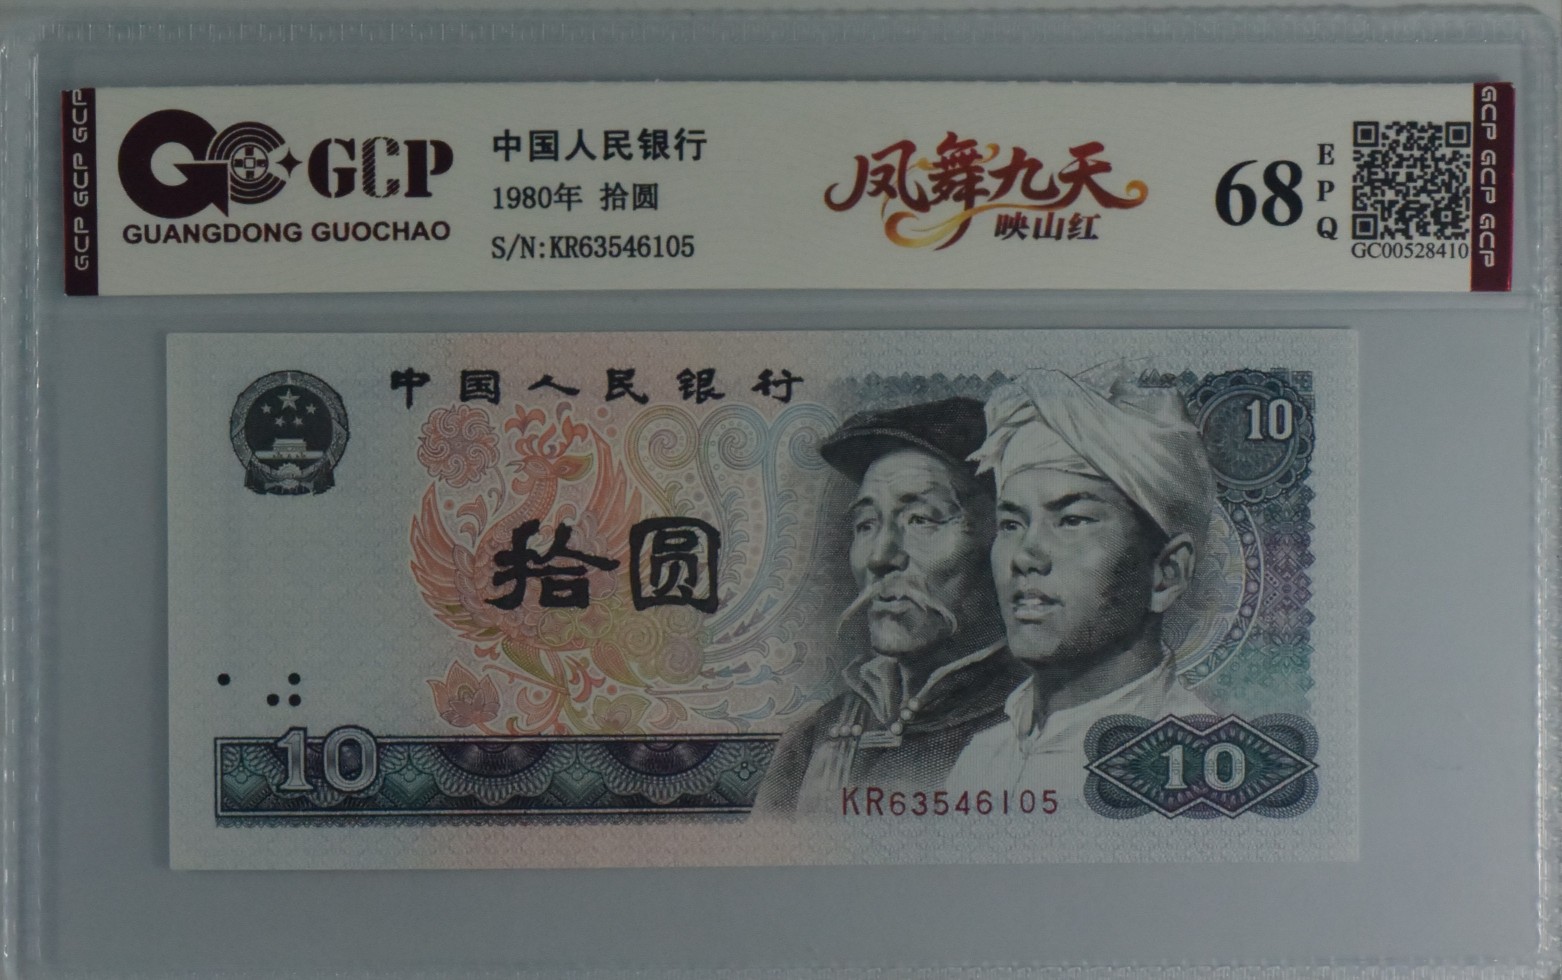 GCP GCP GCP
GCP
GUANGDONG GUOCHAO
中国人民银行
1980年 拾圆
S/N:KR63546105
凤舞九天
映山红
68
EPQ
GC00528410
GCP GCP GCP
中国人民银行
10
拾圆
10
10
KR63546105